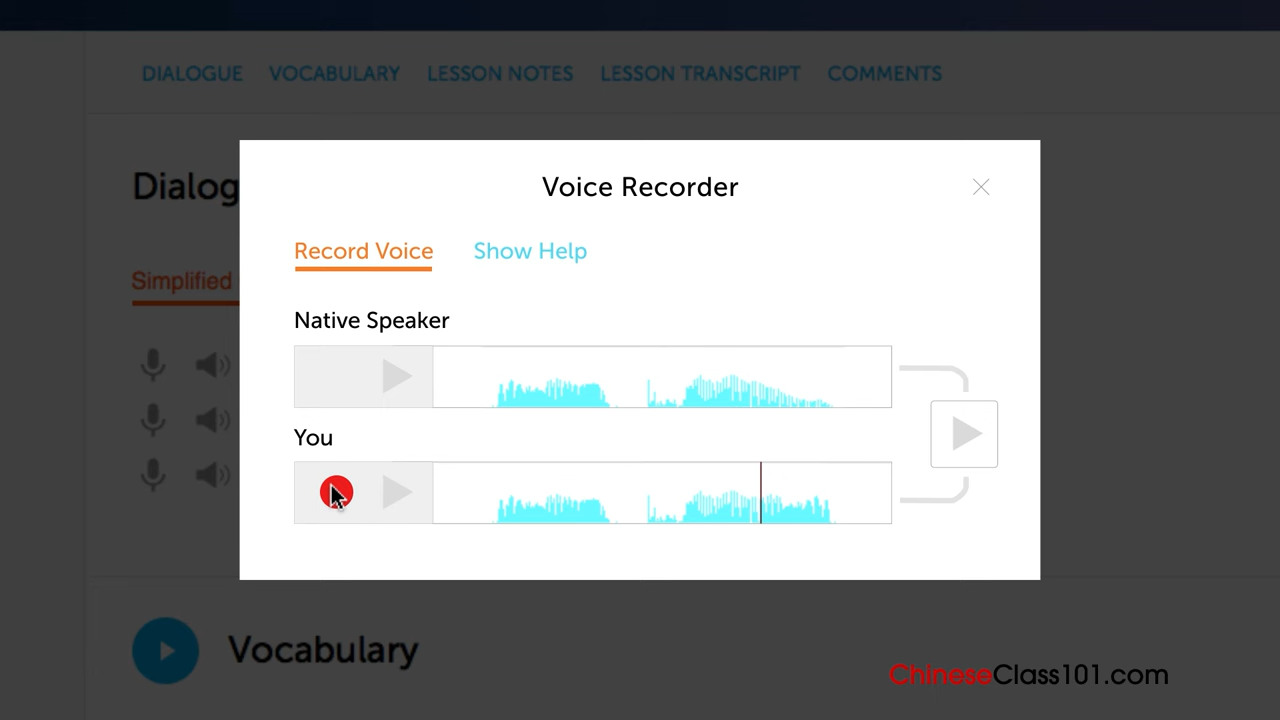 DIALOGUE VOCABULARY LESSON NOTES LESSON TRANSCRIPT COMMENTS
Dialog
Simplified
Voice Recorder
Record Voice Show Help
Native Speaker
You
Vocabulary
ChineseClass101.com